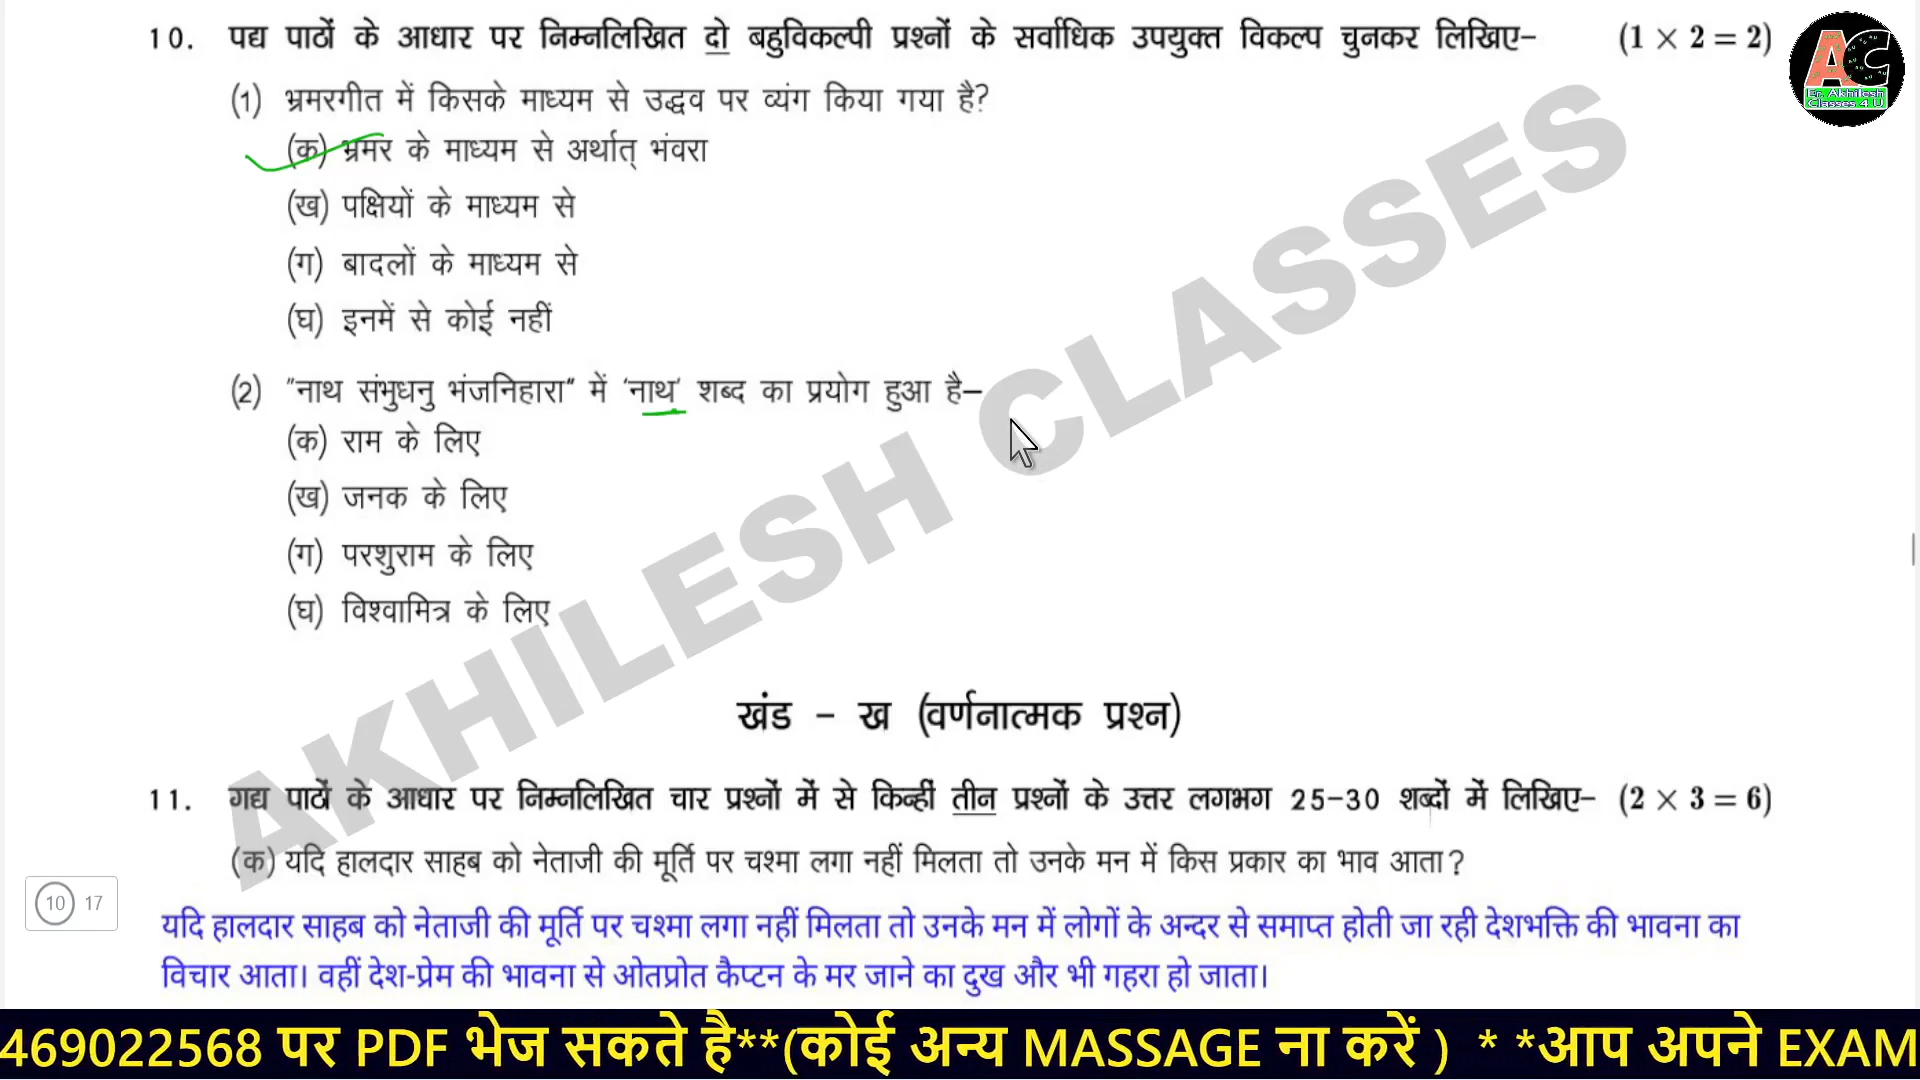 10. पद्य पाठों के आधार पर निम्नलिखित दो बहुविकल्पी प्रश्नों के सर्वाधिक उपयुक्त विकल्प चुनकर लिखिए– (1 × 2 = 2)
AC
Er. Akhilesh
Classes 4 U
(1) भ्रमरगीत में किसके माध्यम से उद्धव पर व्यंग किया गया है?
(क) भ्रमर के माध्यम से अर्थात् भंवरा
(ख) पक्षियों के माध्यम से
(ग) बादलों के माध्यम से
(घ) इनमें से कोई नहीं
(2) "नाथ संभुधनु भंजनिहारा" में 'नाथ' शब्द का प्रयोग हुआ है–
(क) राम के लिए
(ख) जनक के लिए
(ग) परशुराम के लिए
(घ) विश्वामित्र के लिए
AKHILESH CLASSES
खंड – ख (वर्णनात्मक प्रश्न)
11. गद्य पाठों के आधार पर निम्नलिखित चार प्रश्नों में से किन्हीं तीन प्रश्नों के उत्तर लगभग 25–30 शब्दों में लिखिए– (2 × 3 = 6)
(क) यदि हालदार साहब को नेताजी की मूर्ति पर चश्मा लगा नहीं मिलता तो उनके मन में किस प्रकार का भाव आता?
10 17
यदि हालदार साहब को नेताजी की मूर्ति पर चश्मा लगा नहीं मिलता तो उनके मन में लोगों के अन्दर से समाप्त होती जा रही देशभक्ति की भावना का
विचार आता। वहीं देश-प्रेम की भावना से ओतप्रोत कैप्टन के मर जाने का दुख और भी गहरा हो जाता।
469022568 पर PDF भेज सकते है**(कोई अन्य MASSAGE ना करें ) * *आप अपने EXAM